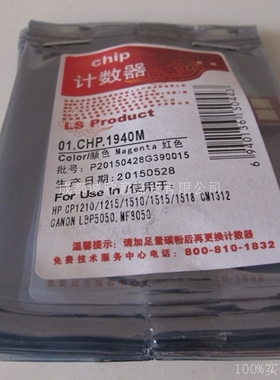 chip
计数器
LS Product
01.CHP.1940M
Color/颜色 Magenta 红色
批号: P20150428G390015
生产日期: 20150528
For Use in /使用于:
HP CP1210/1215/1510/1515/1518 CM1312
CANON LBP5050,MF9050
温馨提示: 请加足量碳粉后再更换计数器
免费技术服务中心电话: 800-810-1832
6940136150443
100%实